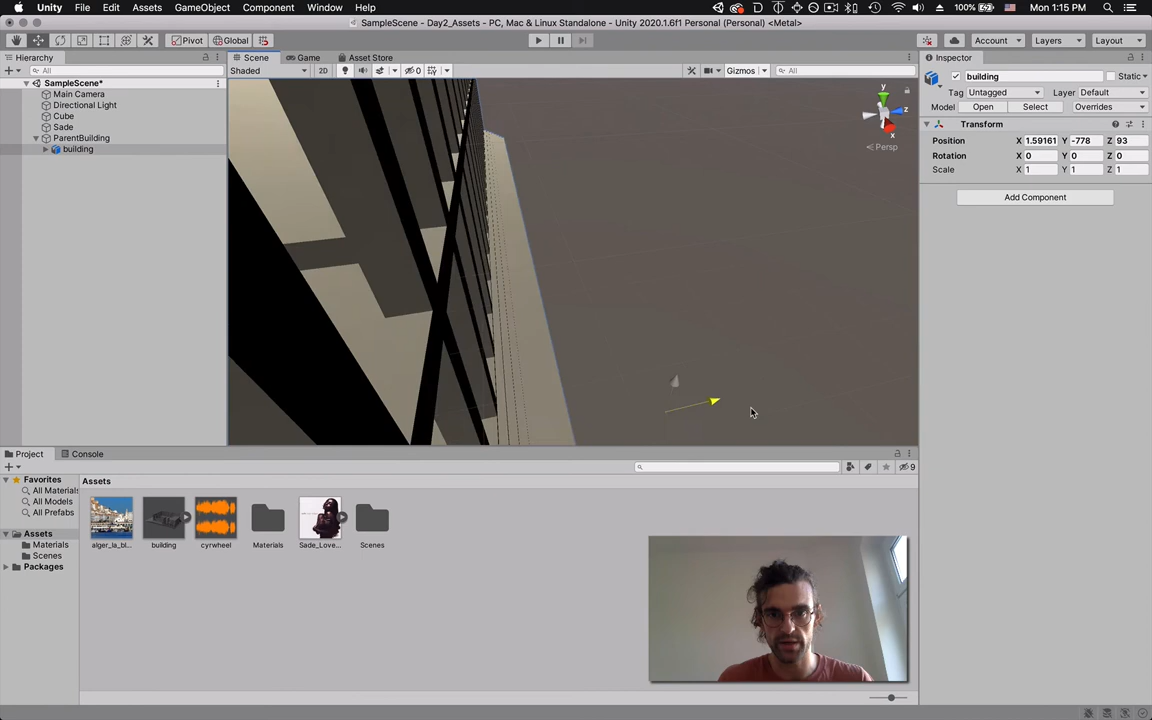 Unity File Edit Assets GameObject Component Window Help 100% Mon 1:15 PM
SampleScene - Day2_Assets - PC, Mac & Linux Standalone - Unity 2020.1.6f1 Personal (Personal) <Metal>
Pivot Global Account Layers Layout
Hierarchy Scene Game Asset Store Inspector
All Shaded 2D 0 Gizmos All
SampleScene*
Main Camera
Directional Light
Cube
Sade
ParentBuilding
building
y
z
x
Persp
building Static
Tag Untagged Layer Default
Model Open Select Overrides
Transform
Position X 1.59161 Y -778 Z 93
Rotation X 0 Y 0 Z 0
Scale X 1 Y 1 Z 1
Add Component
Project Console
9
Favorites
All Materials
All Models
All Prefabs
Assets
Materials
Scenes
Packages
Assets
alger_la_bl... building cyrwheel Materials Sade_Love... Scenes